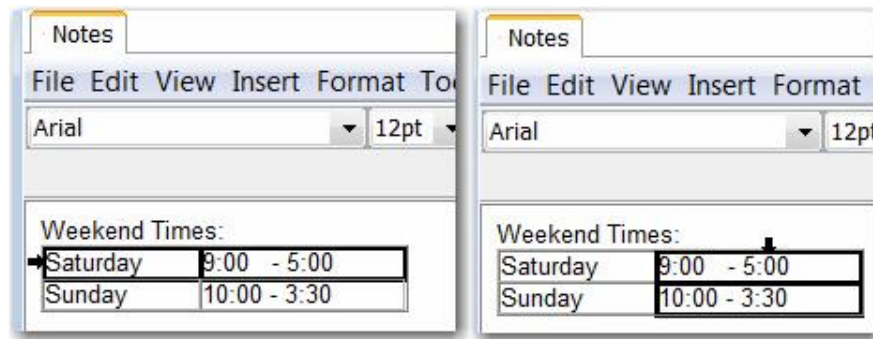 Notes
File Edit View Insert Format
Arial 12pt
Weekend Times:
Saturday 9:00 - 5:00
Sunday 10:00 - 3:30
Notes
File Edit View Insert Format
Arial
Weekend Times:
Saturday 9:00 - 5:00
Sunday 10:00 - 3:30